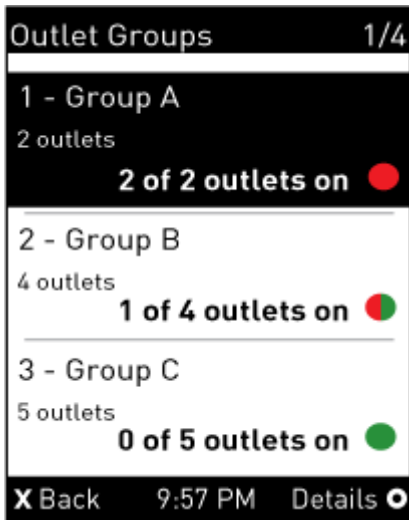 Outlet Groups 1/4
1 - Group A
2 outlets
2 of 2 outlets on
2 - Group B
4 outlets
1 of 4 outlets on
3 - Group C
5 outlets
0 of 5 outlets on
X Back 9:57 PM Details